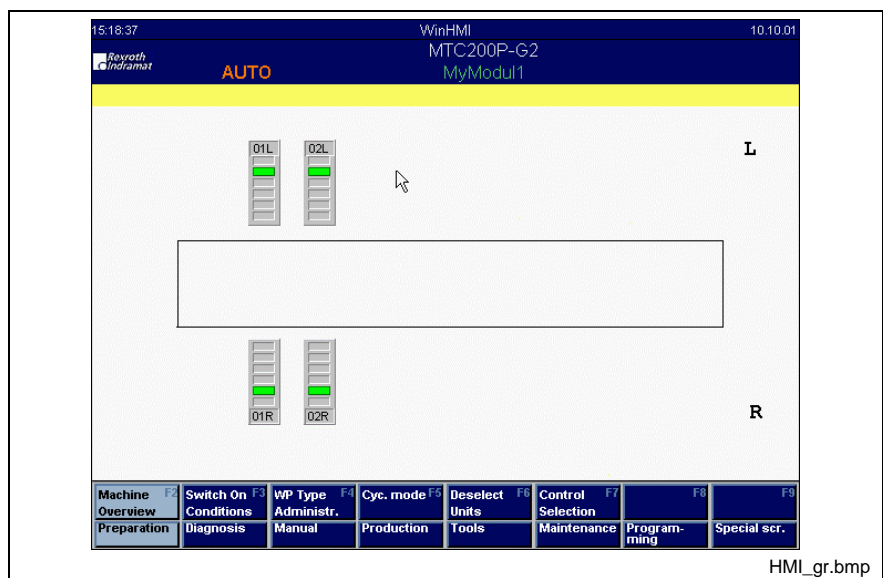 15:18:37 WinHMI 10.10.01
Rexroth MTC200P-G2
Indramat AUTO MyModul1
01L 02L L
01R 02R R
Machine F2 Switch On F3 WP Type F4 Cyc. mode F5 Deselect F6 Control F7 F8 F9
Overview Conditions Administr. Units Selection
Preparation Diagnosis Manual Production Tools Maintenance Program- Special scr.
ming
HMI_gr.bmp